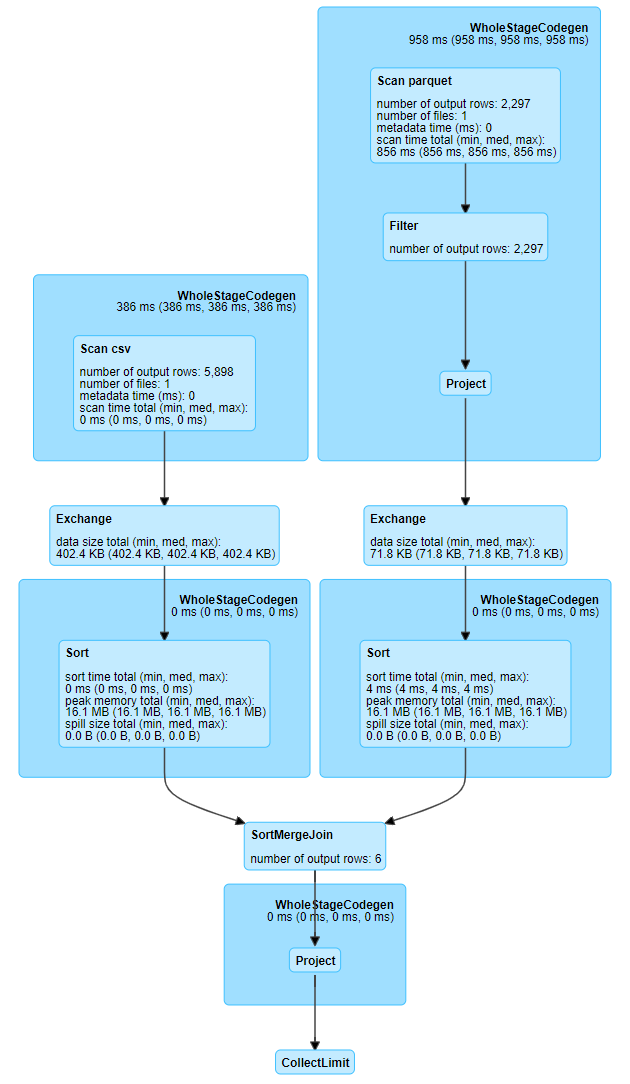 WholeStageCodegen
958 ms (958 ms, 958 ms, 958 ms)
Scan parquet
number of output rows: 2,297
number of files: 1
metadata time (ms): 0
scan time total (min, med, max):
856 ms (856 ms, 856 ms, 856 ms)
Filter
number of output rows: 2,297
Project
WholeStageCodegen
386 ms (386 ms, 386 ms, 386 ms)
Scan csv
number of output rows: 5,898
number of files: 1
metadata time (ms): 0
scan time total (min, med, max):
0 ms (0 ms, 0 ms, 0 ms)
Exchange
data size total (min, med, max):
402.4 KB (402.4 KB, 402.4 KB, 402.4 KB)
Exchange
data size total (min, med, max):
71.8 KB (71.8 KB, 71.8 KB, 71.8 KB)
WholeStageCodegen
0 ms (0 ms, 0 ms, 0 ms)
Sort
sort time total (min, med, max):
0 ms (0 ms, 0 ms, 0 ms)
peak memory total (min, med, max):
16.1 MB (16.1 MB, 16.1 MB, 16.1 MB)
spill size total (min, med, max):
0.0 B (0.0 B, 0.0 B, 0.0 B)
WholeStageCodegen
0 ms (0 ms, 0 ms, 0 ms)
Sort
sort time total (min, med, max):
4 ms (4 ms, 4 ms, 4 ms)
peak memory total (min, med, max):
16.1 MB (16.1 MB, 16.1 MB, 16.1 MB)
spill size total (min, med, max):
0.0 B (0.0 B, 0.0 B, 0.0 B)
SortMergeJoin
number of output rows: 6
WholeStageCodegen
0 ms (0 ms, 0 ms, 0 ms)
Project
CollectLimit